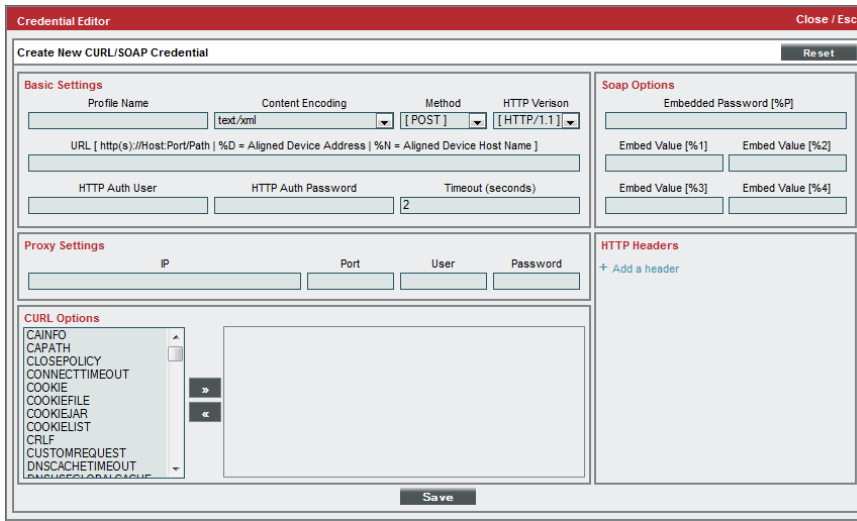 Credential Editor Close / Esc
Create New CURL/SOAP Credential Reset
Basic Settings
Profile Name Content Encoding Method HTTP Verison
text/xml [ POST ] [ HTTP/1.1 ]
URL [ http(s)://Host:Port/Path | %D = Aligned Device Address | %N = Aligned Device Host Name ]
HTTP Auth User HTTP Auth Password Timeout (seconds)
2
Soap Options
Embedded Password [%P]
Embed Value [%1] Embed Value [%2]
Embed Value [%3] Embed Value [%4]
Proxy Settings
IP Port User Password
HTTP Headers
+ Add a header
CURL Options
CAINFO
CAPATH
CLOSEPOLICY
CONNECTTIMEOUT
COOKIE
COOKIEFILE
COOKIEJAR
COOKIELIST
CRLF
CUSTOMREQUEST
DNSCACHETIMEOUT
DNSUSEGLOBALCACHE
»
«
Save